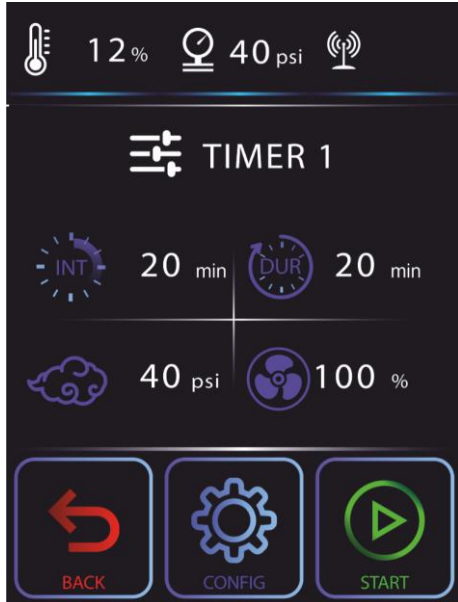 12 % 40 psi
TIMER 1
INT 20 min DUR 20 min
40 psi 100 %
BACK CONFIG START